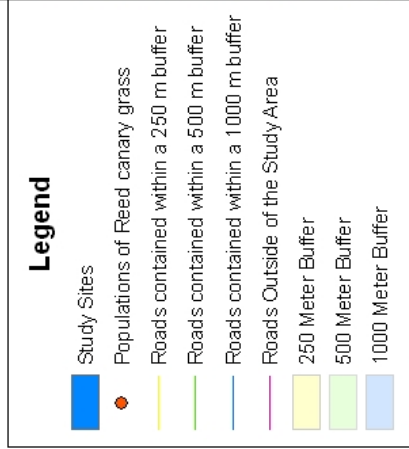 Legend
Study Sites
Populations of Reed canary grass
Roads contained within a 250 m buffer
Roads contained within a 500 m buffer
Roads contained within a 1000 m buffer
Roads Outside of the Study Area
250 Meter Buffer
500 Meter Buffer
1000 Meter Buffer